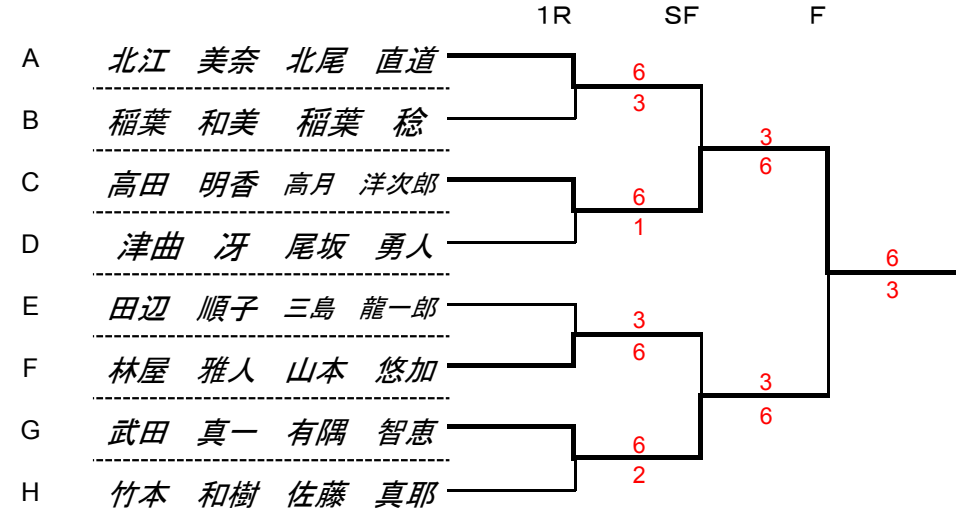 1R SF F
A 北江 美奈 北尾 直道
6
3
B 稲葉 和美 稲葉 稔
3
6
C 高田 明香 高月 洋次郎
6
1
D 津曲 冴 尾坂 勇人
6
3
E 田辺 順子 三島 龍一郎
3
6
F 林屋 雅人 山本 悠加
3
6
G 武田 真一 有隅 智恵
6
2
H 竹本 和樹 佐藤 真耶